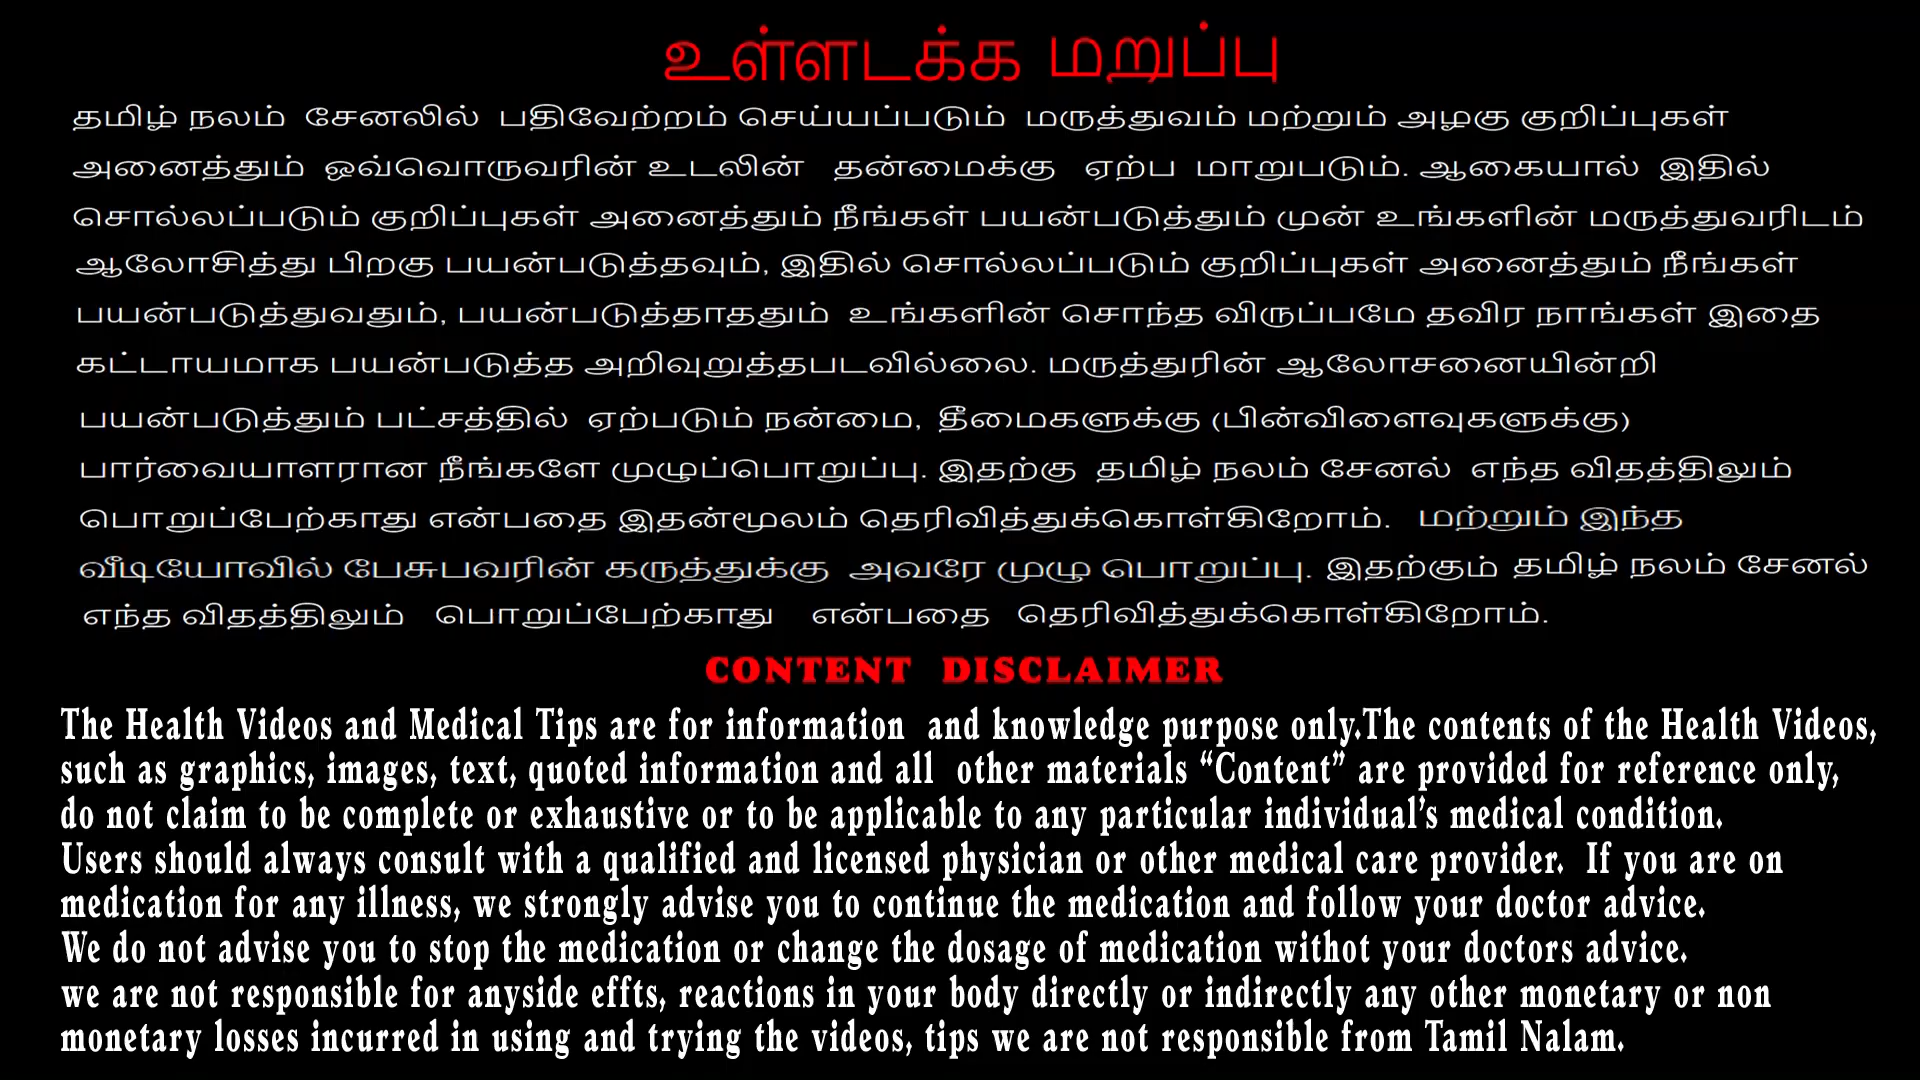 உள்ளடக்க மறுப்பு
தமிழ் நலம் சேனலில் பதிவேற்றம் செய்யப்படும் மருத்துவம் மற்றும் அழகு குறிப்புகள்
அனைத்தும் ஒவ்வொருவரின் உடலின் தன்மைக்கு ஏற்ப மாறுபடும். ஆகையால் இதில்
சொல்லப்படும் குறிப்புகள் அனைத்தும் நீங்கள் பயன்படுத்தும் முன் உங்களின் மருத்துவரிடம்
ஆலோசித்து பிறகு பயன்படுத்தவும், இதில் சொல்லப்படும் குறிப்புகள் அனைத்தும் நீங்கள்
பயன்படுத்துவதும், பயன்படுத்தாததும் உங்களின் சொந்த விருப்பமே தவிர நாங்கள் இதை
கட்டாயமாக பயன்படுத்த அறிவுறுத்தபடவில்லை. மருத்துரின் ஆலோசனையின்றி
பயன்படுத்தும் பட்சத்தில் ஏற்படும் நன்மை, தீமைகளுக்கு (பின்விளைவுகளுக்கு)
பார்வையாளரான நீங்களே முழுப்பொறுப்பு. இதற்கு தமிழ் நலம் சேனல் எந்த விதத்திலும்
பொறுப்பேற்காது என்பதை இதன்மூலம் தெரிவித்துக்கொள்கிறோம். மற்றும் இந்த
வீடியோவில் பேசுபவரின் கருத்துக்கு அவரே முழு பொறுப்பு. இதற்கும் தமிழ் நலம் சேனல்
எந்த விதத்திலும் பொறுப்பேற்காது என்பதை தெரிவித்துக்கொள்கிறோம்.
CONTENT DISCLAIMER
The Health Videos and Medical Tips are for information and knowledge purpose only.The contents of the Health Videos,
such as graphics, images, text, quoted information and all other materials “Content” are provided for reference only,
do not claim to be complete or exhaustive or to be applicable to any particular individual’s medical condition.
Users should always consult with a qualified and licensed physician or other medical care provider. If you are on
medication for any illness, we strongly advise you to continue the medication and follow your doctor advice.
We do not advise you to stop the medication or change the dosage of medication withot your doctors advice.
we are not responsible for anyside effts, reactions in your body directly or indirectly any other monetary or non
monetary losses incurred in using and trying the videos, tips we are not responsible from Tamil Nalam.